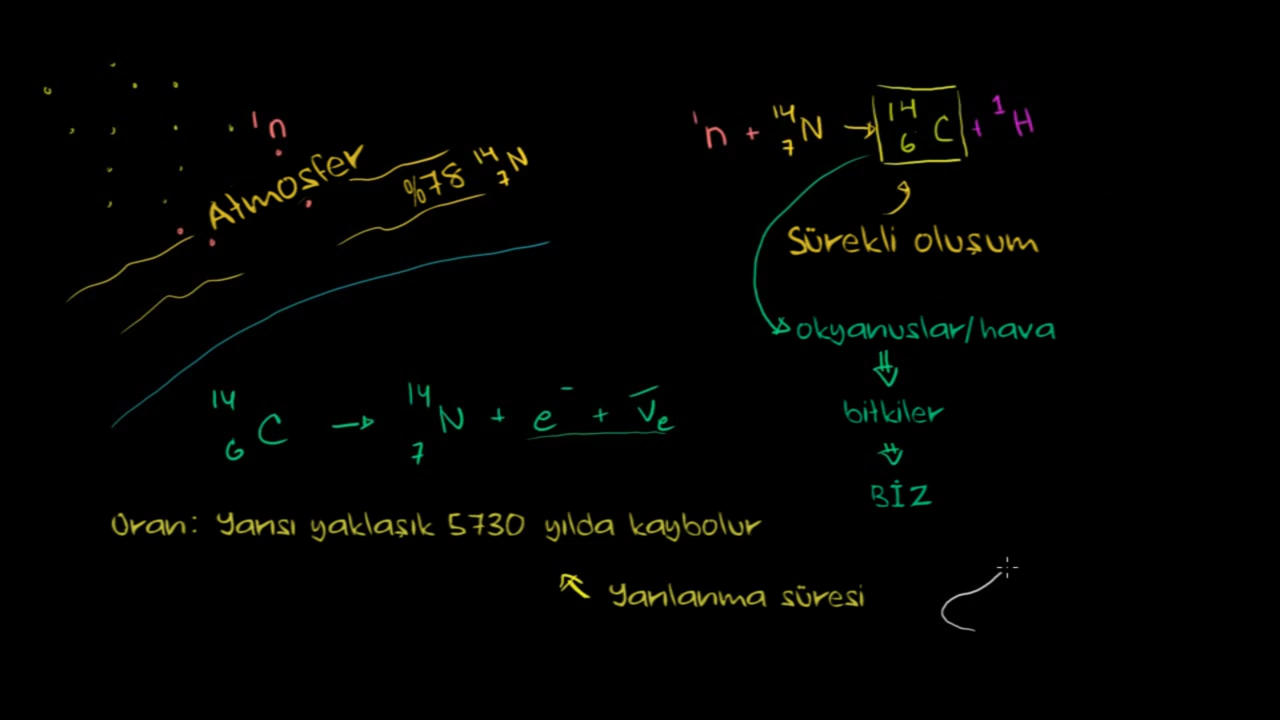 ¹n
Atmosfer
%78 ¹⁴₇N
¹n + ¹⁴₇N → ¹⁴₆C + ¹H
Sürekli oluşum
okyanuslar/hava
bitkiler
BİZ
¹⁴₆C → ¹⁴₇N + e⁻ + ν̅ₑ
Oran: Yarısı yaklaşık 5730 yılda kaybolur
Yarılanma süresi